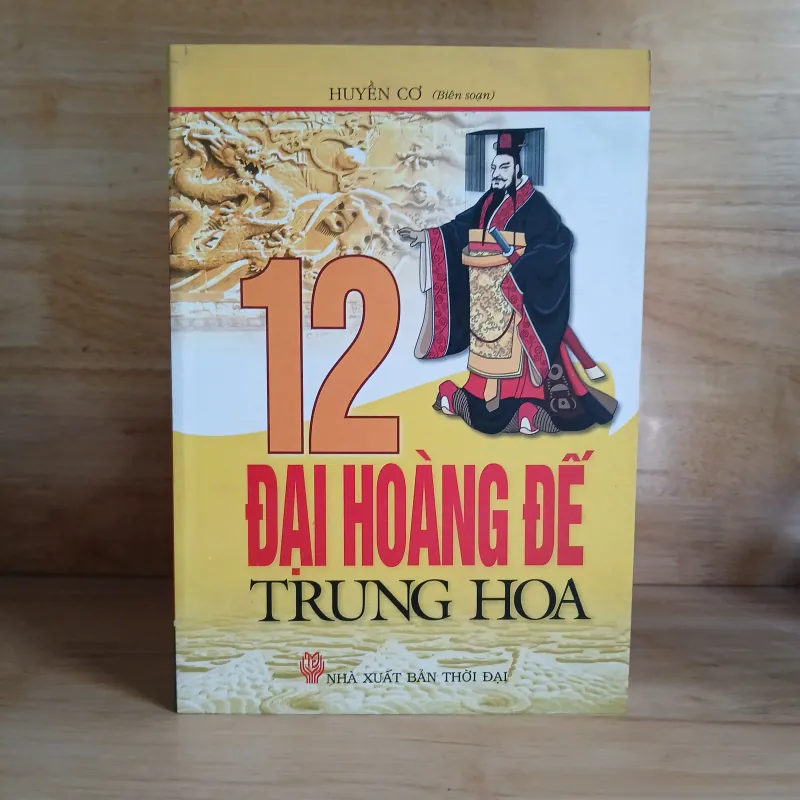 HUYỀN CƠ (Biên soạn)
12
ĐẠI HOÀNG ĐẾ
TRUNG HOA
NHÀ XUẤT BẢN THỜI ĐẠI